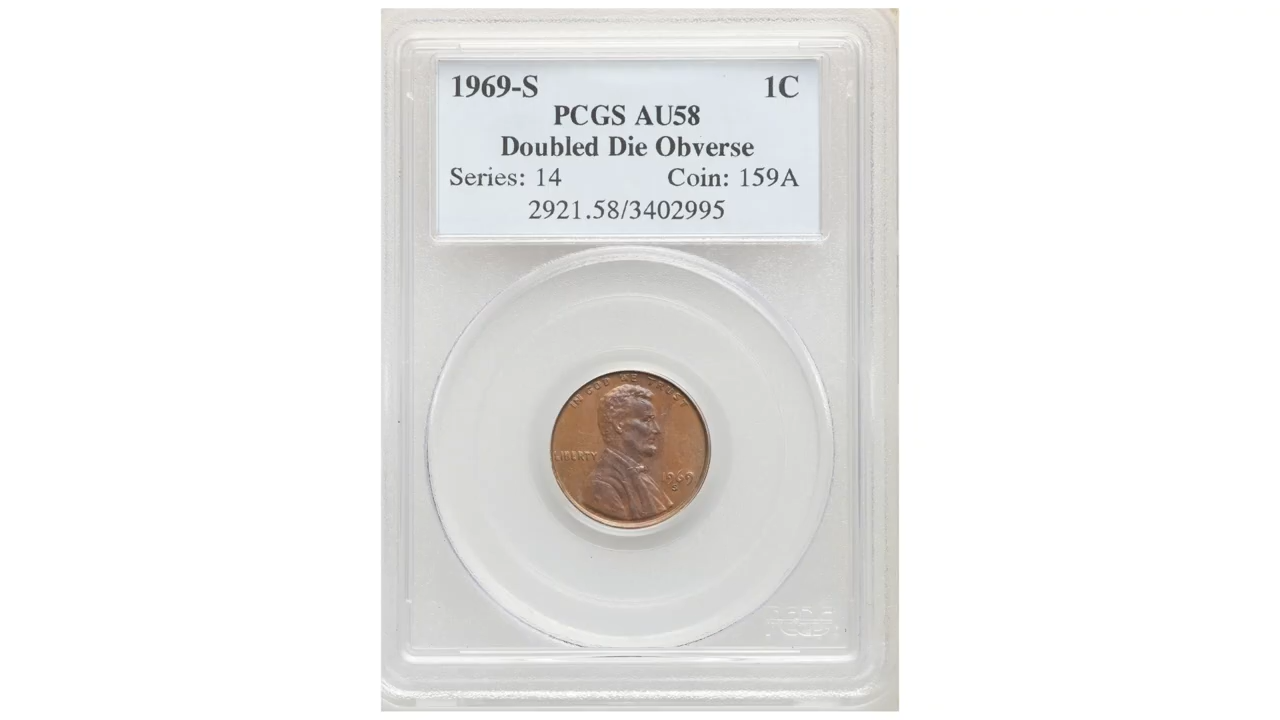 1969-S 1C
PCGS AU58
Doubled Die Obverse
Series: 14 Coin: 159A
2921.58/3402995
IN GOD WE TRUST
LIBERTY
1969
S
PCGS